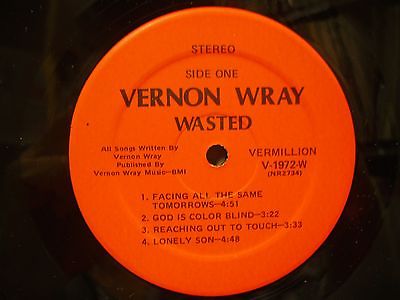 STEREO
SIDE ONE
VERNON WRAY
WASTED
All Songs Written By
Vernon Wray
Published By
Vernon Wray Music—BMI
VERMILLION
V-1972-W
(NR2734)
1. FACING ALL THE SAME
TOMORROWS—4:51
2. GOD IS COLOR BLIND—3:22
3. REACHING OUT TO TOUCH—3:33
4. LONELY SON—4:48